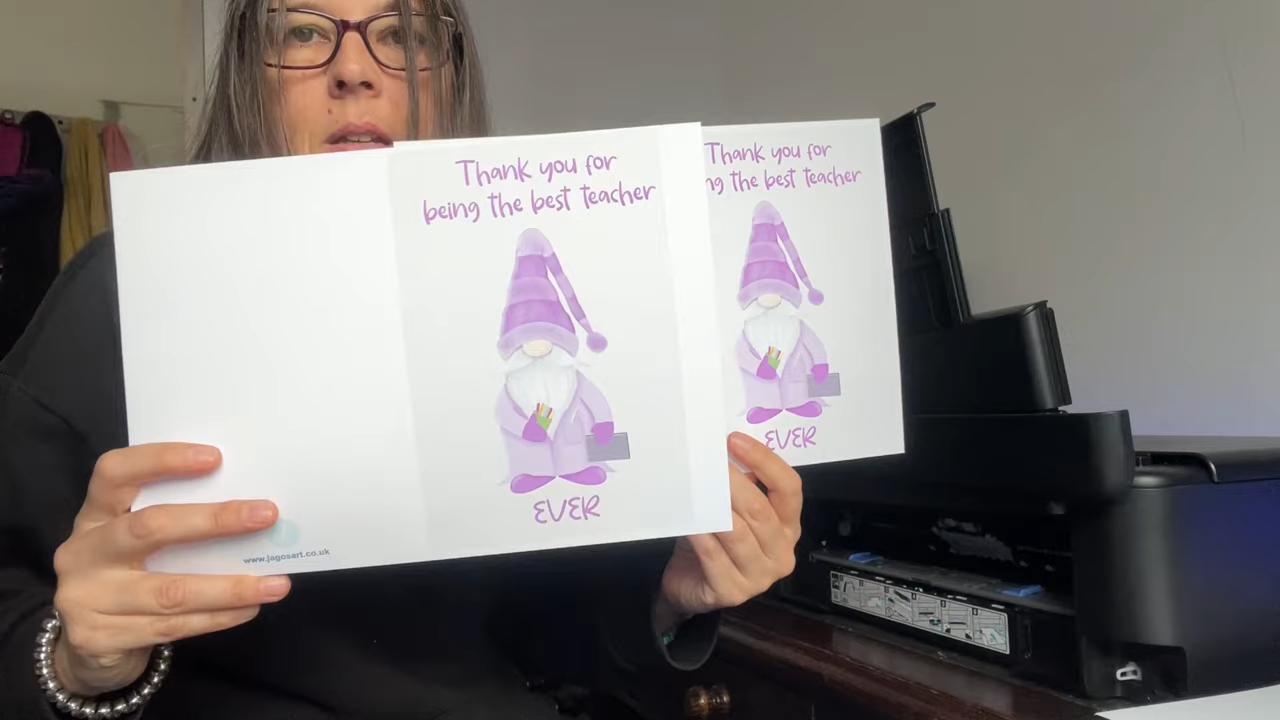 Thank you for
being the best teacher
EVER
www.jagosart.co.uk
Thank you for
the best teacher
EVER